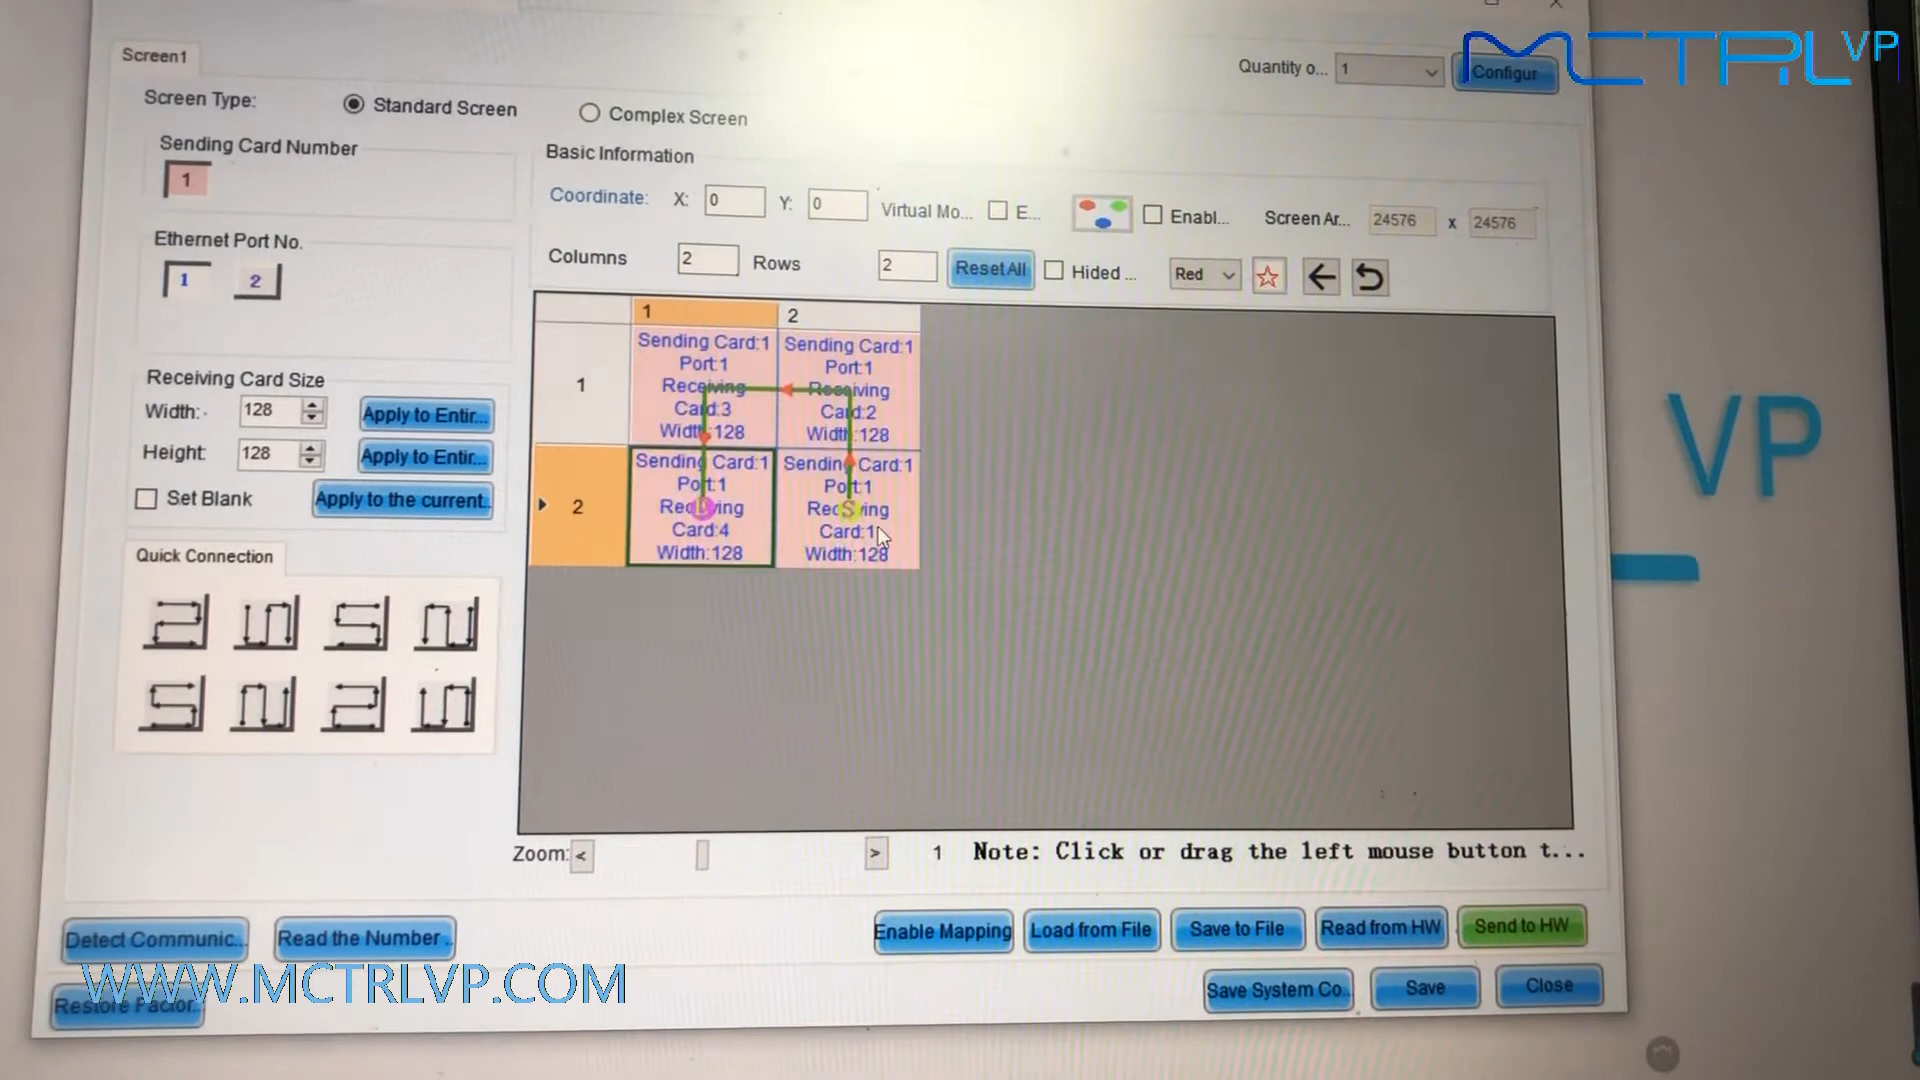 MCTRLVP
Screen1
Quantity o... 1 Configur
Screen Type: Standard Screen Complex Screen
Sending Card Number
1
Basic Information
Coordinate: X: 0 Y: 0 Virtual Mo... E... Enabl... Screen Ar... 24576 x 24576
Ethernet Port No.
1 2
Columns 2 Rows 2 Reset All Hided ... Red
1 2
1
Sending Card:1
Port:1
Receiving
Card:3
Width:128
Sending Card:1
Port:1
Receiving
Card:2
Width:128
2
Sending Card:1
Port:1
Receiving
Card:4
Width:128
Sending Card:1
Port:1
Receiving
Card:1
Width:128
S
Receiving Card Size
Width: 128 Apply to Entir...
Height: 128 Apply to Entir...
Set Blank Apply to the current.
Quick Connection
VP
Zoom: < > 1 Note: Click or drag the left mouse button t...
Detect Communic... Read the Number .. Enable Mapping Load from File Save to File Read from HW Send to HW
WWW.MCTRLVP.COM
Restore Factor... Save System Co... Save Close